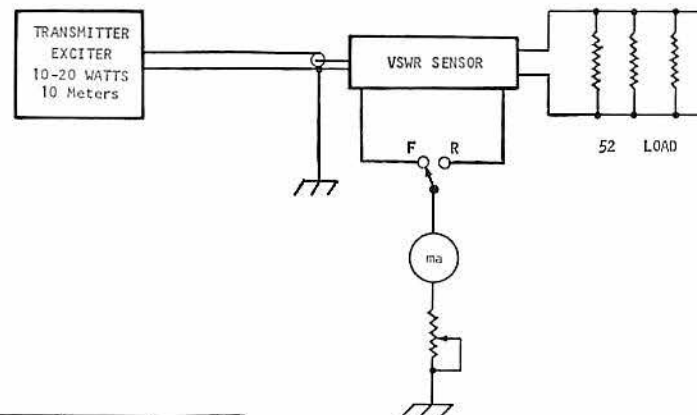 TRANSMITTER
EXCITER
10-20 WATTS
10 Meters
VSWR SENSOR
F R
52 LOAD
ma